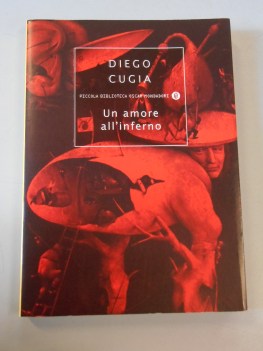 DIEGO
CUGIA
PICCOLA BIBLIOTECA OSCAR MONDADORI
Un amore
all'inferno